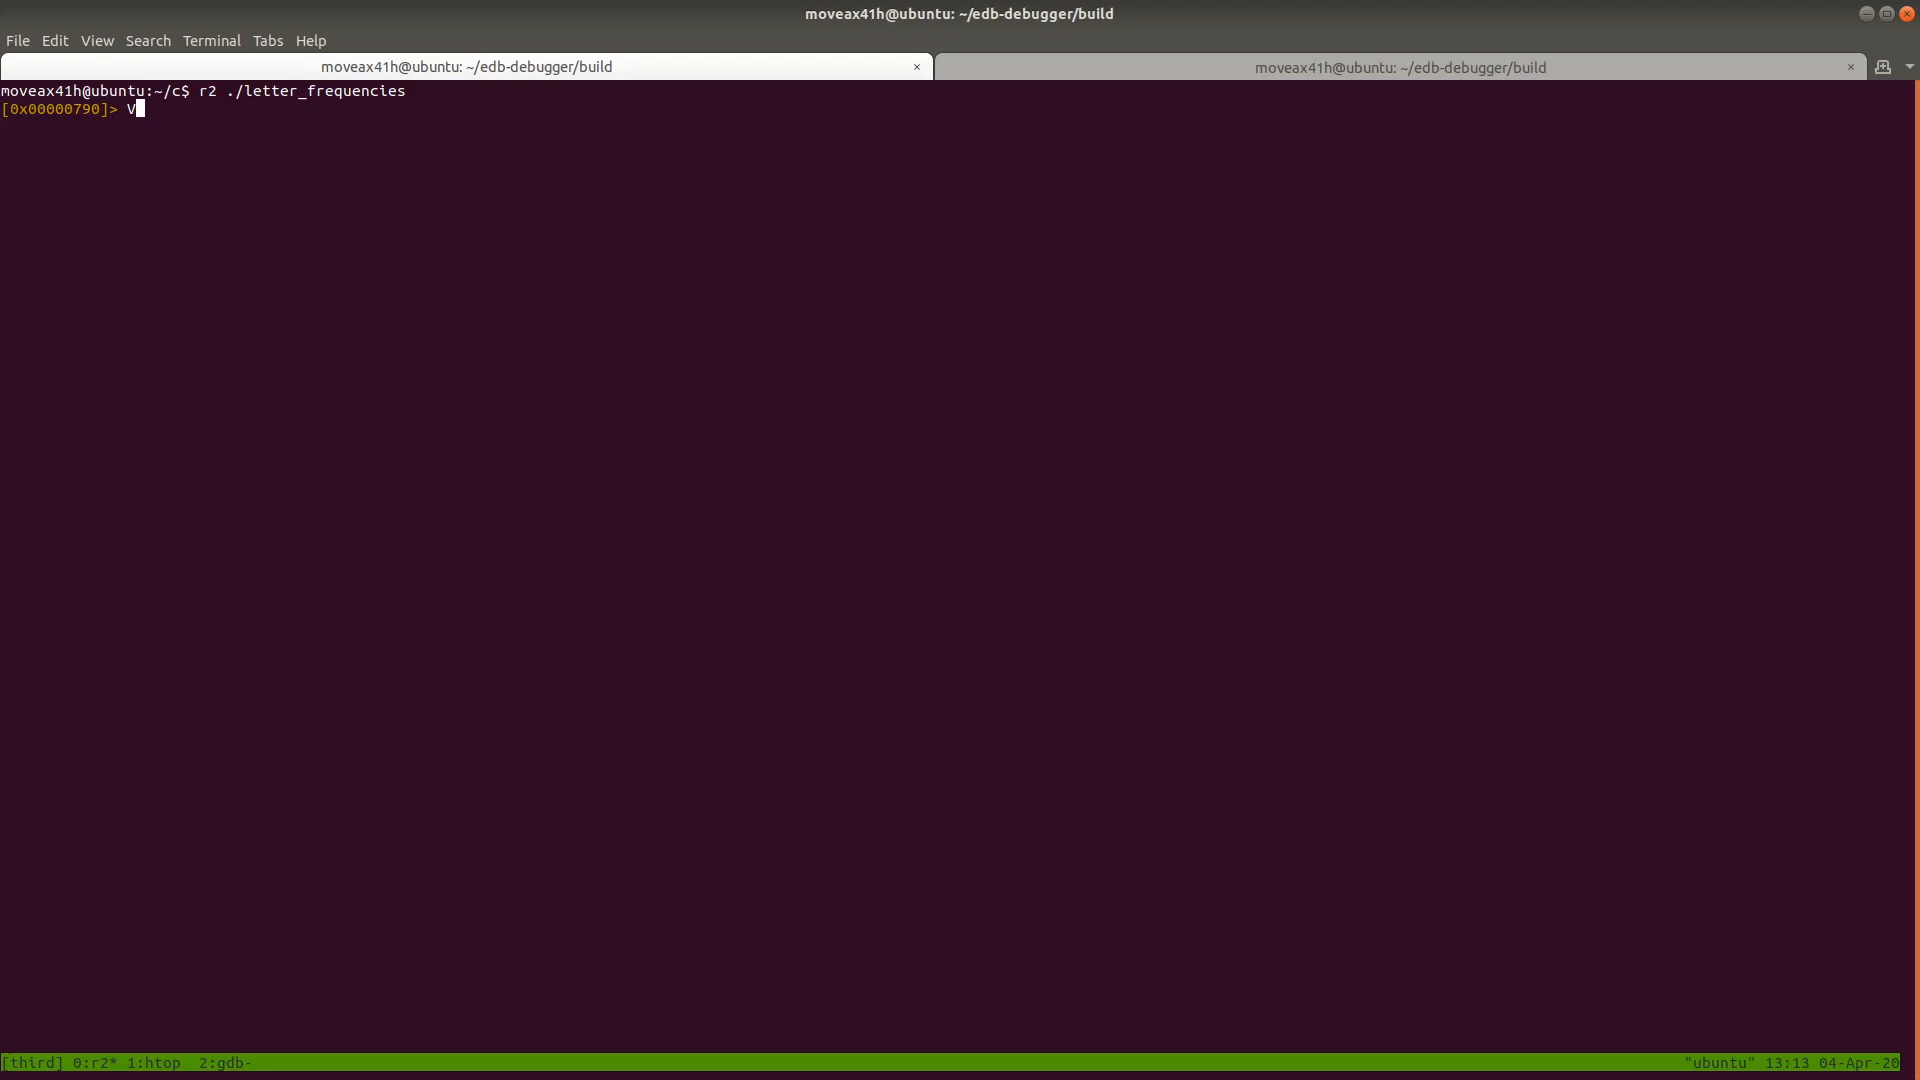 moveax41h@ubuntu: ~/edb-debugger/build
File Edit View Search Terminal Tabs Help
moveax41h@ubuntu: ~/edb-debugger/build × moveax41h@ubuntu: ~/edb-debugger/build ×
moveax41h@ubuntu:~/c$ r2 ./letter_frequencies
[0x00000790]> V
[third] 0:r2* 1:htop  2:gdb- "ubuntu" 13:13 04-Apr-20